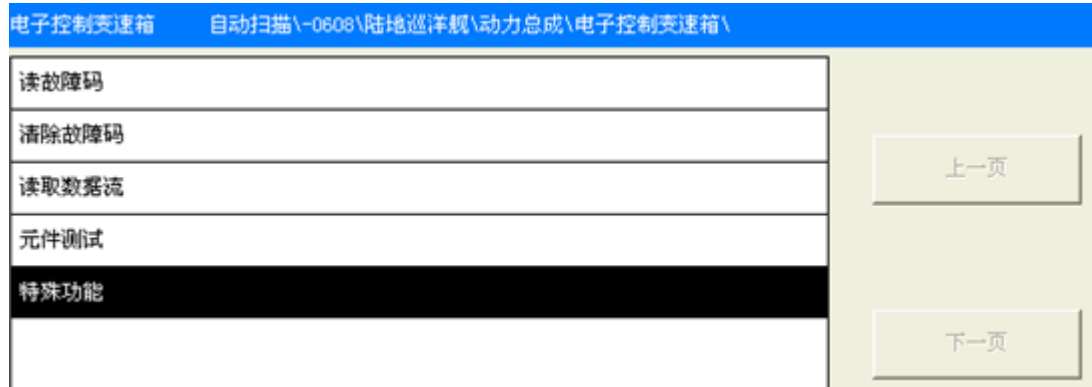 电子控制变速箱 自动扫描\-0608\陆地巡洋舰\动力总成\电子控制变速箱\
读故障码
清除故障码
上一页
读取数据流
元件测试
特殊功能
下一页